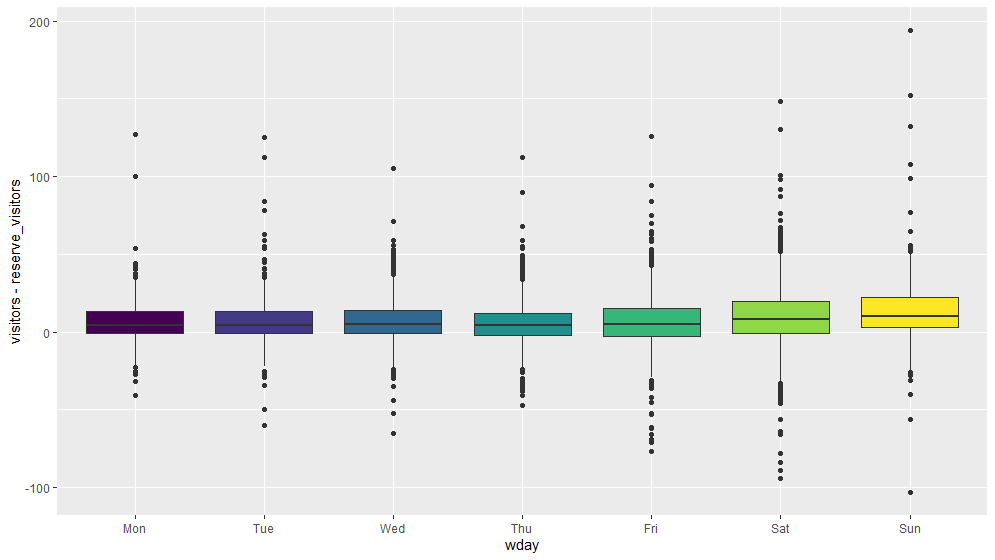 200
100
0
-100
visitors - reserve_visitors
Mon Tue Wed Thu Fri Sat Sun
wday